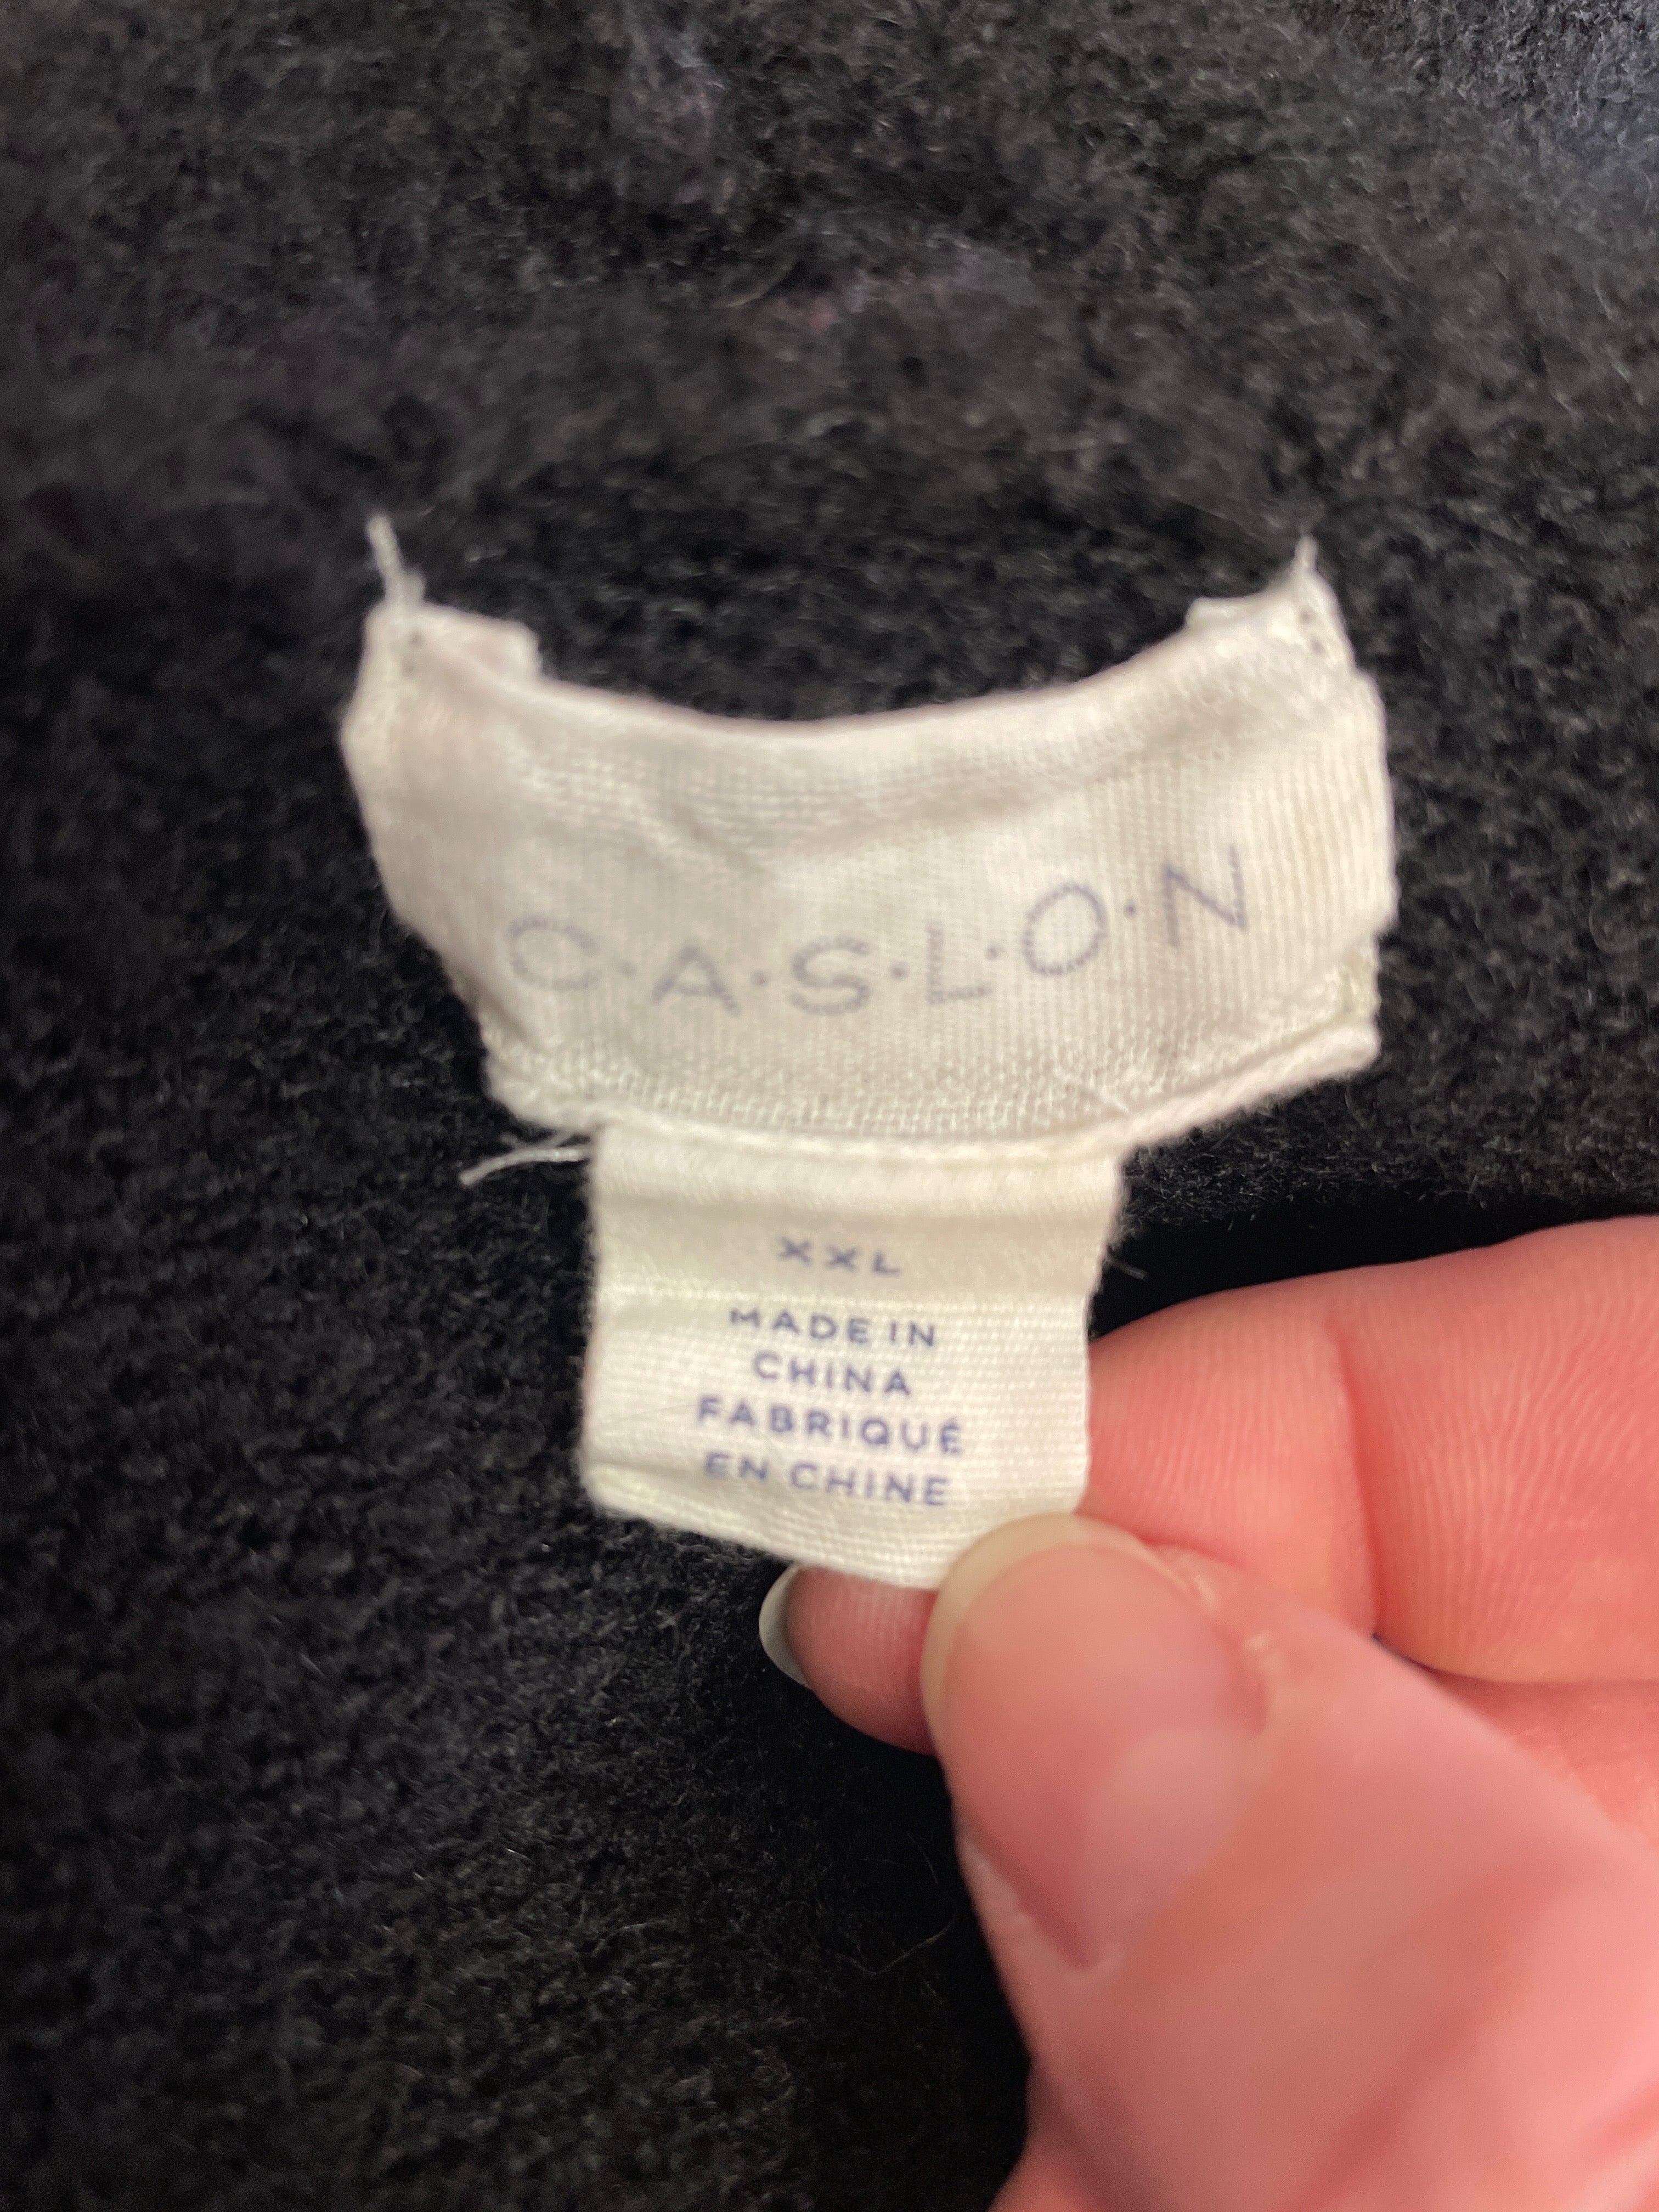 C·A·S·L·O·N
XXL
MADE IN
CHINA
FABRIQUÉ
EN CHINE